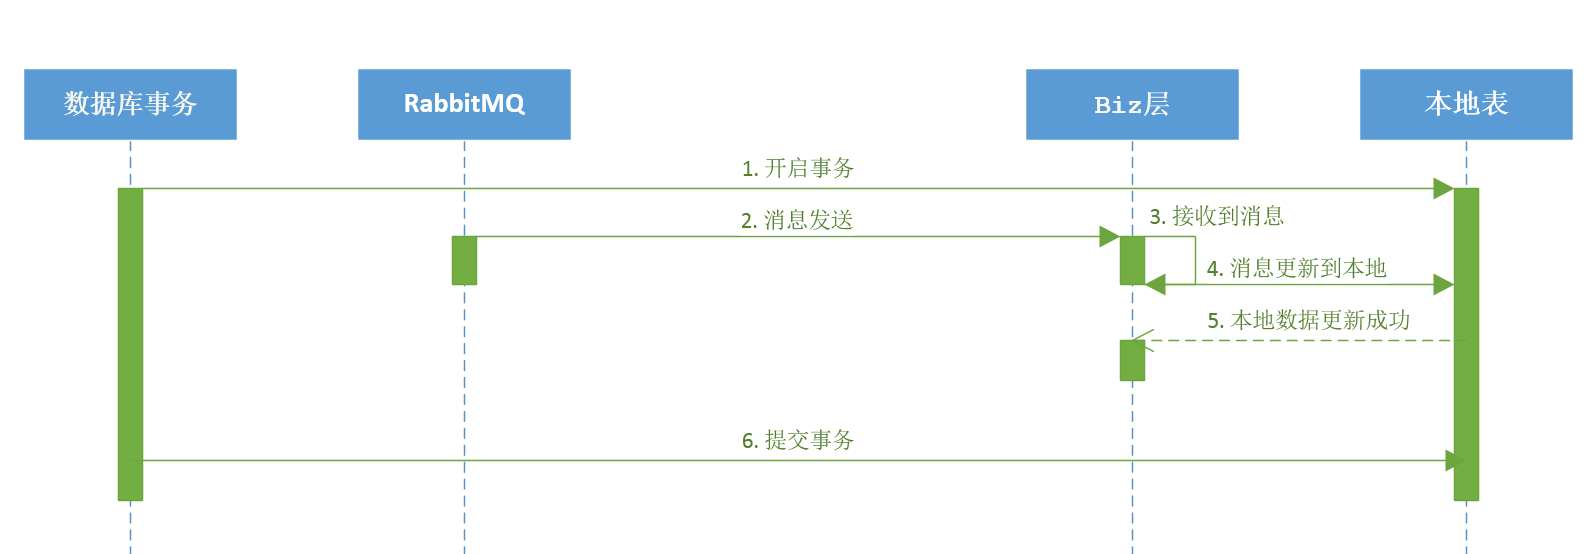 数据库事务
RabbitMQ
Biz层
本地表
1. 开启事务
2. 消息发送
3. 接收到消息
4. 消息更新到本地
5. 本地数据更新成功
6. 提交事务